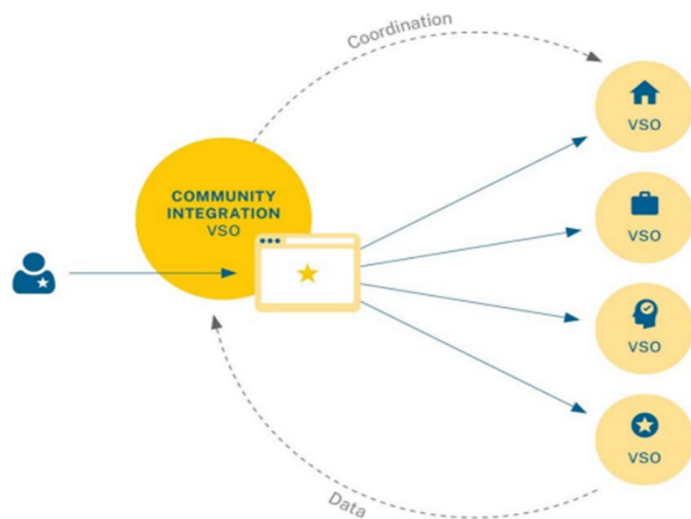 Coordination
VSO
COMMUNITY
INTEGRATION
VSO
VSO
VSO
VSO
Data